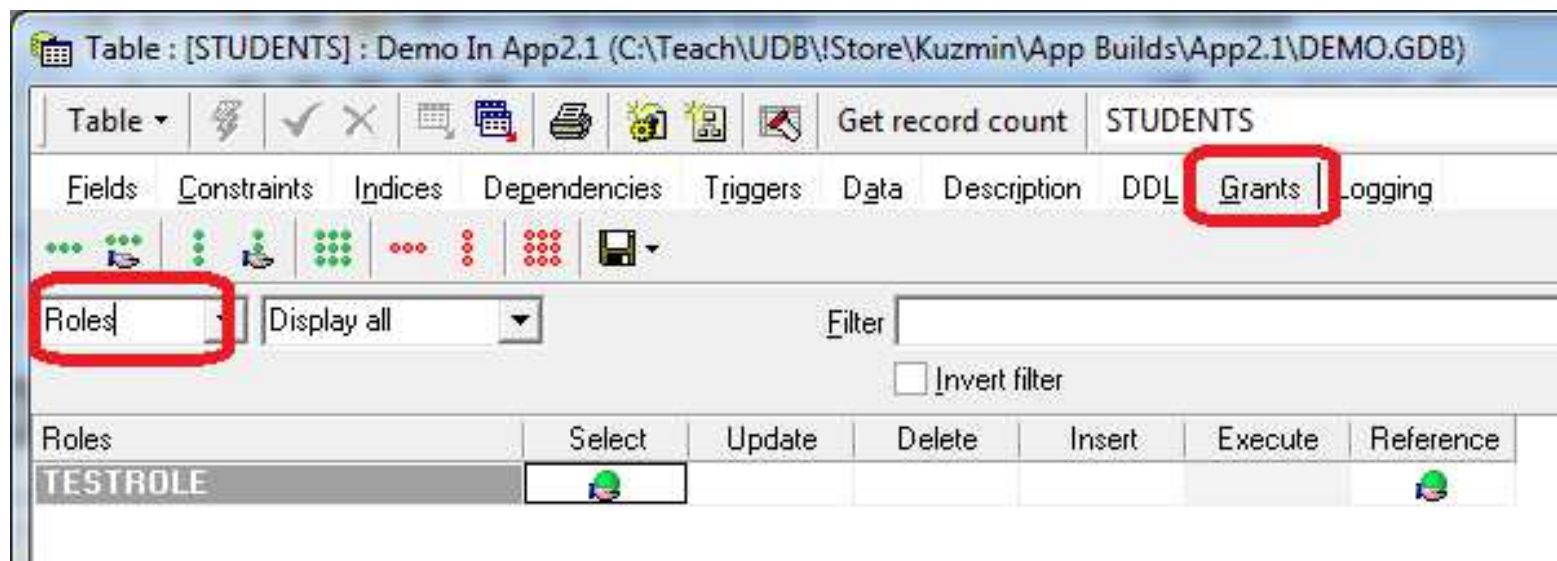 Table : [STUDENTS] : Demo In App2.1 (C:\Teach\UDB\!Store\Kuzmin\App Builds\App2.1\DEMO.GDB)
Table Get record count STUDENTS
Fields Constraints Indices Dependencies Triggers Data Description DDL Grants Logging
Roles Display all Filter
Invert filter
Roles Select Update Delete Insert Execute Reference
TESTROLE